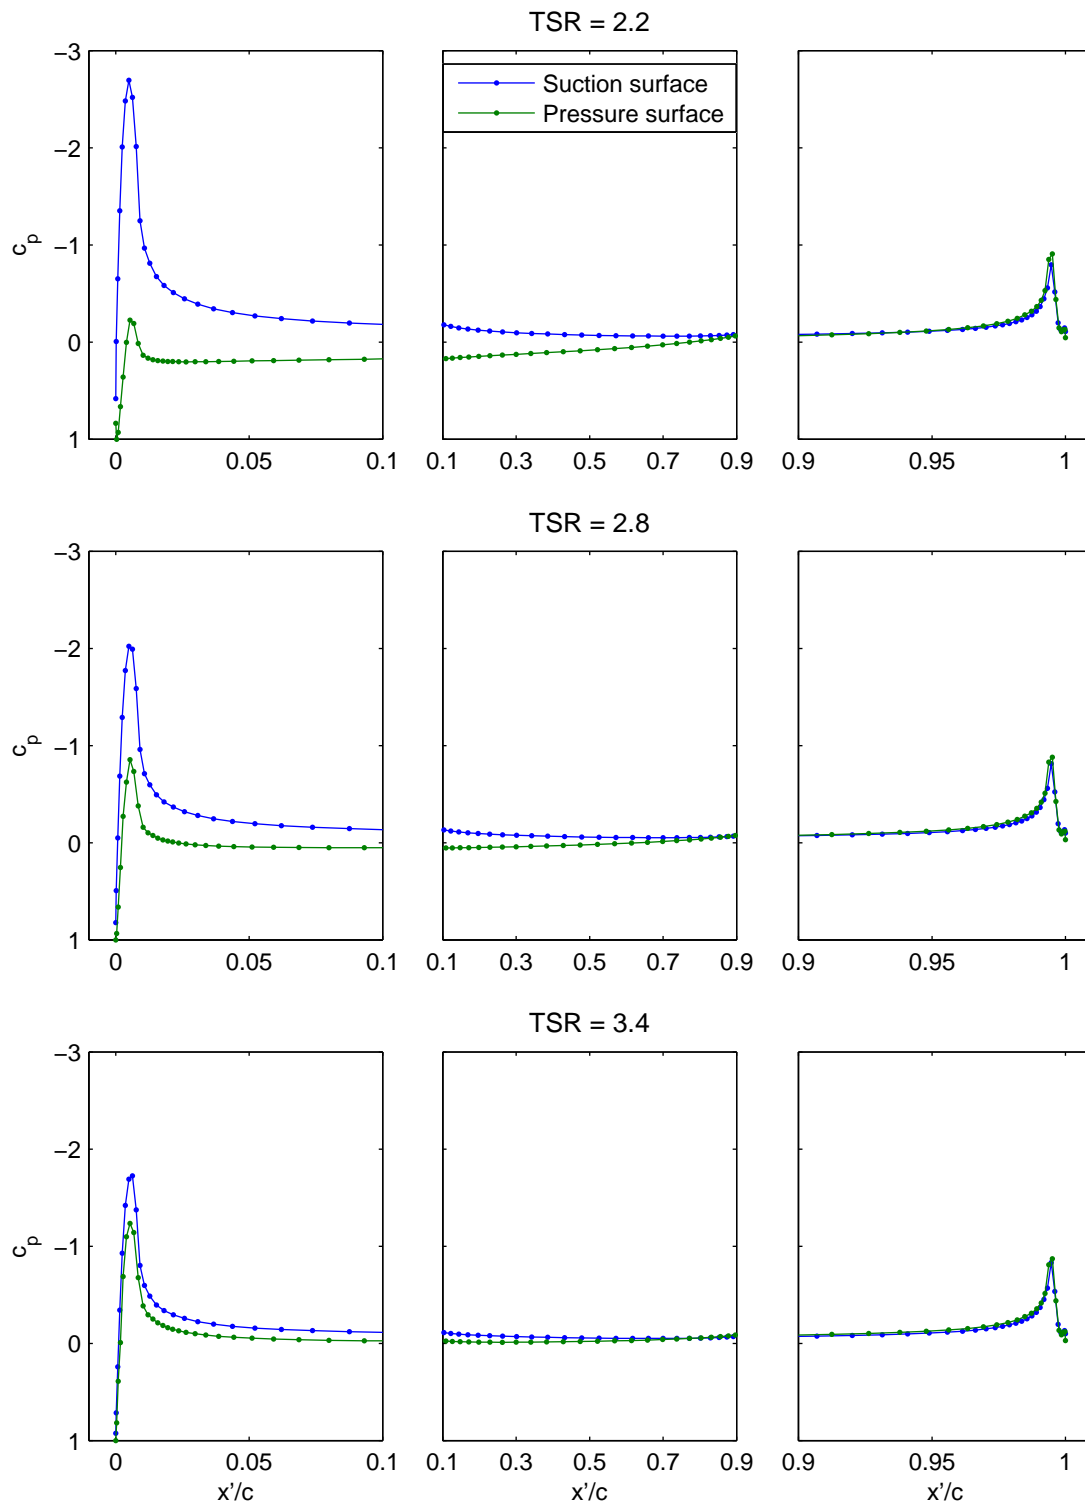 TSR = 2.2
−3
−2
−1
0
1
c_p
0 0.05 0.1
Suction surface
Pressure surface
0.1 0.3 0.5 0.7 0.9
0.9 0.95 1
TSR = 2.8
−3
−2
−1
0
1
c_p
0 0.05 0.1
0.1 0.3 0.5 0.7 0.9
0.9 0.95 1
TSR = 3.4
−3
−2
−1
0
1
c_p
0 0.05 0.1
0.1 0.3 0.5 0.7 0.9
0.9 0.95 1
x'/c x'/c x'/c